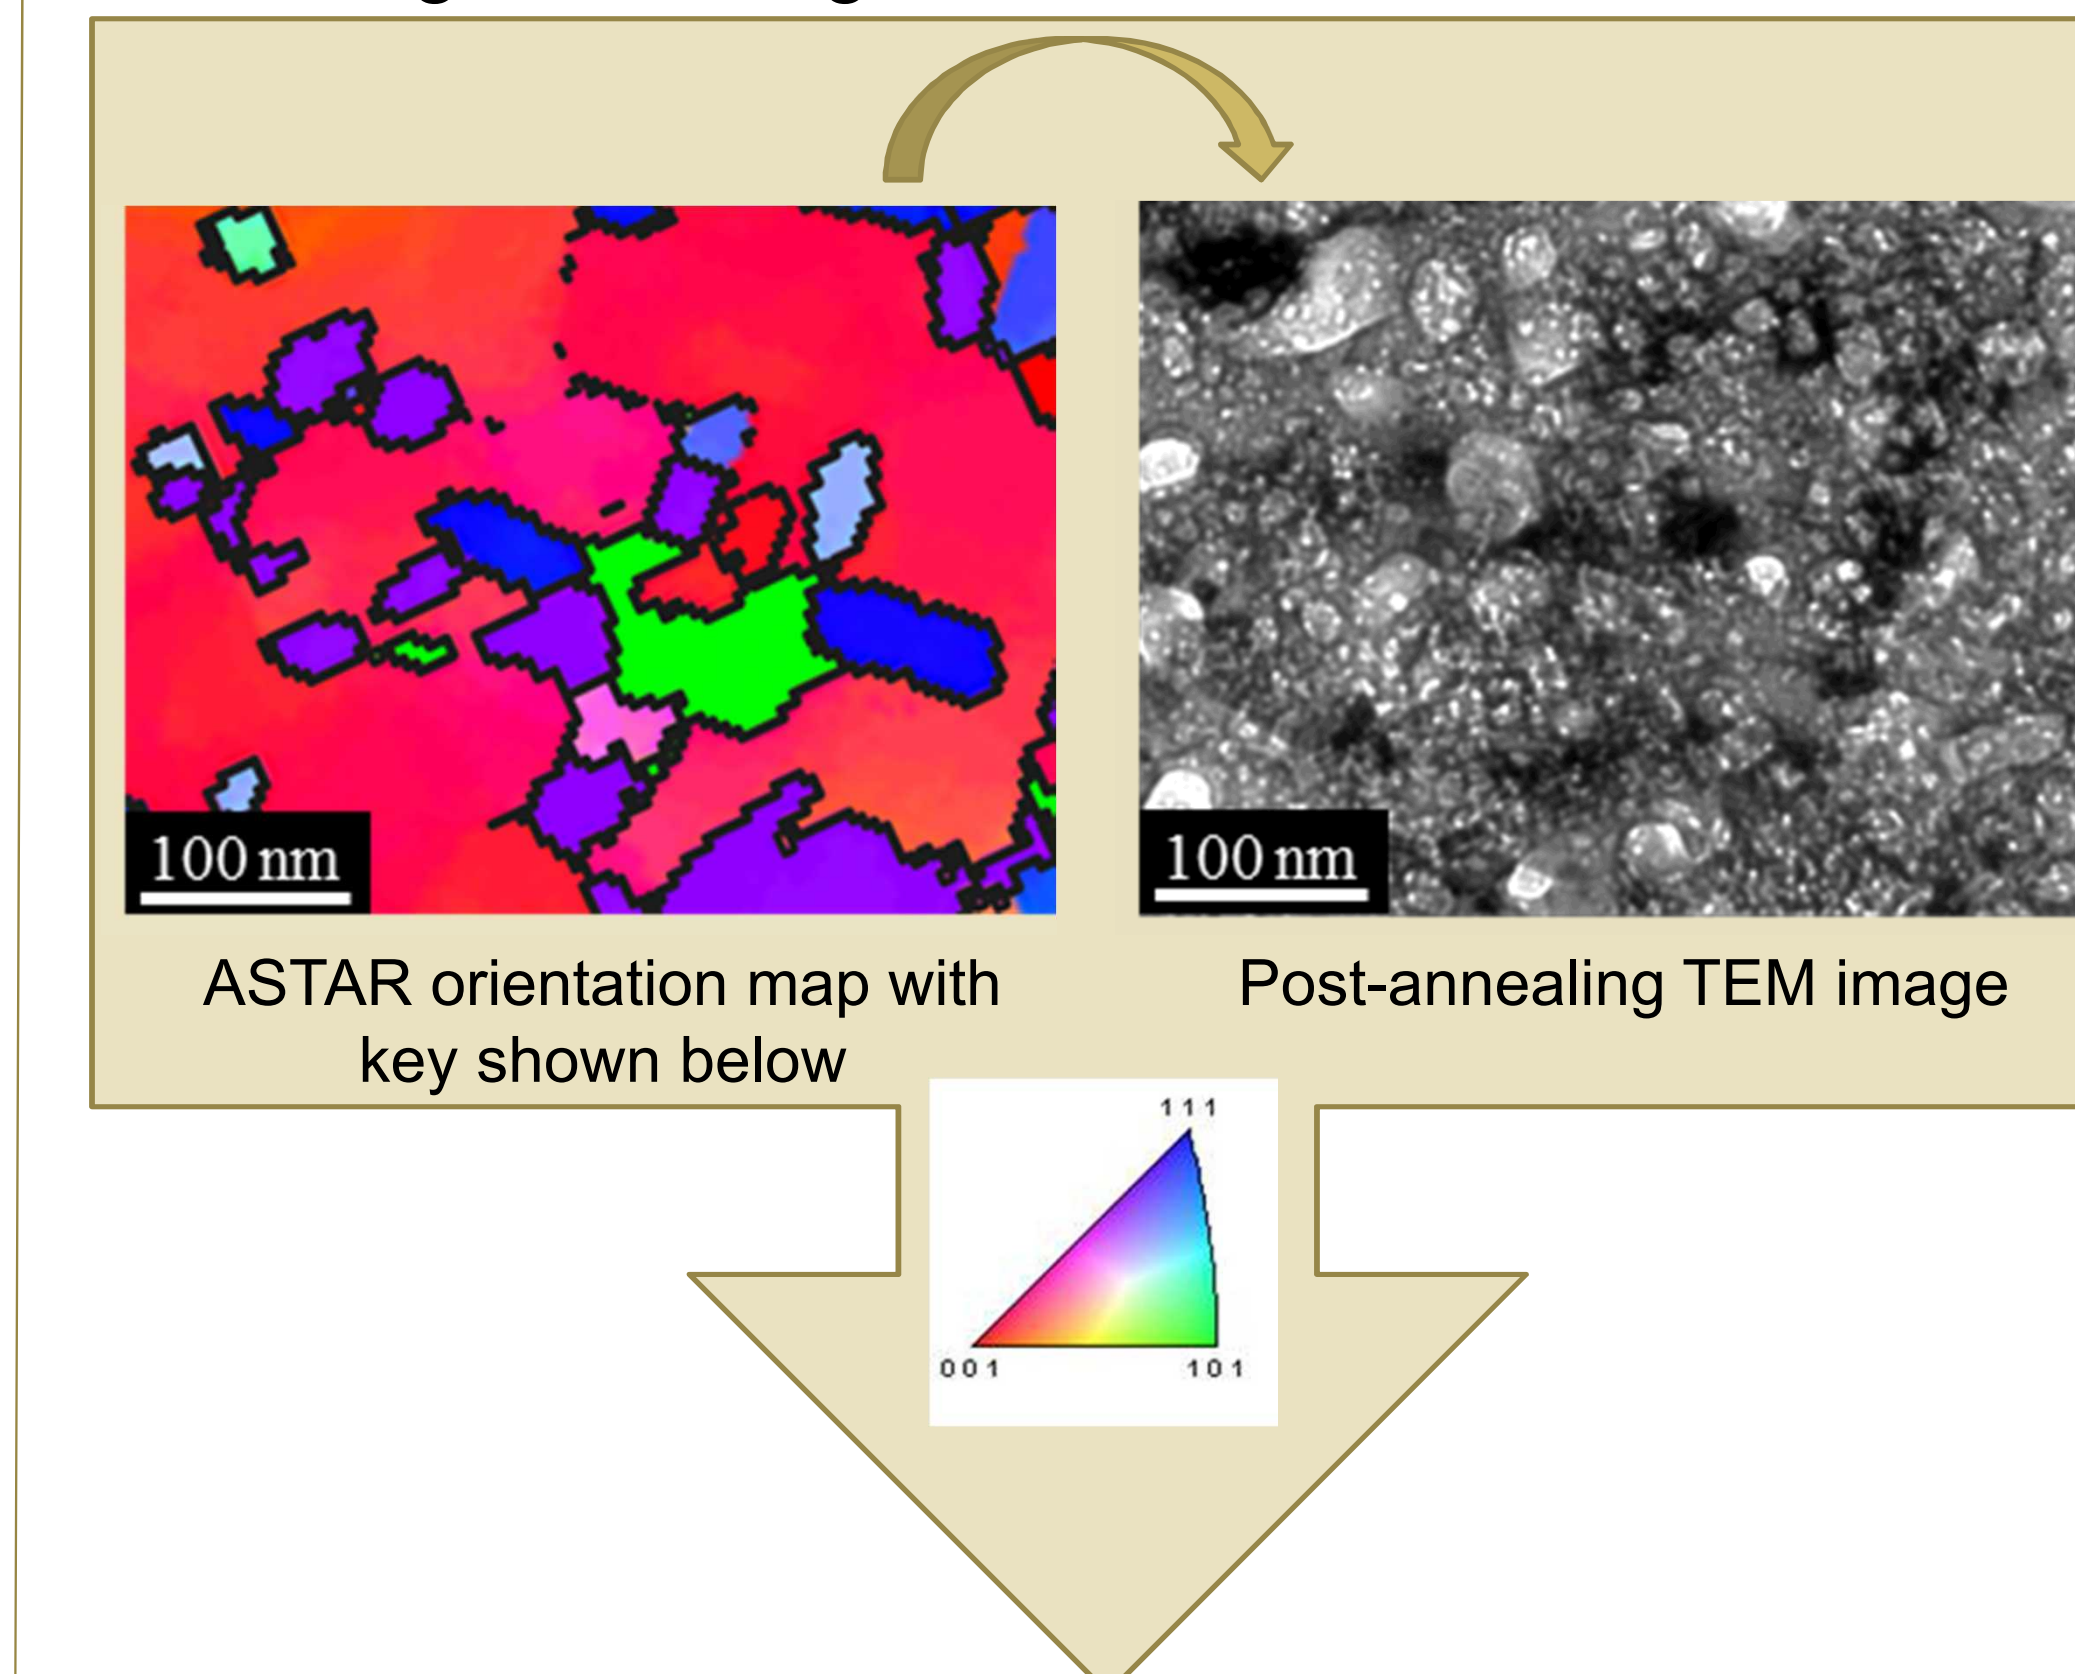 100 nm
100 nm
ASTAR orientation map with
key shown below
Post-annealing TEM image
1 1 1
0 0 1
1 0 1